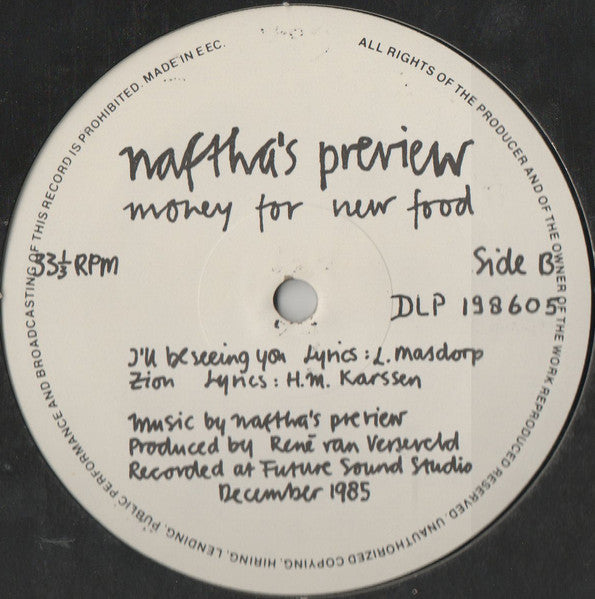 ALL RIGHTS OF THE PRODUCER AND OF THE OWNER OF THE WORK REPRODUCED RESERVED. UNAUTHORIZED COPYING, HIRING, LENDING, PUBLIC PERFORMANCE AND BROADCASTING OF THIS RECORD IS PROHIBITED. MADE IN EEC.
naftha's preview
money for new food
33⅓ RPM
Side B
DLP 198605
I'll be seeing you Lyrics: L. Masdorp
Zion Lyrics: H.M. Karssen
Music by naftha's preview
Produced by René van Verseveld
Recorded at Future Sound Studio
December 1985